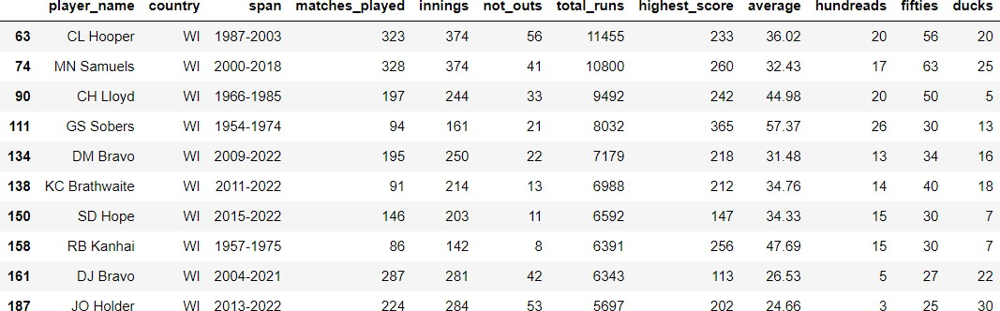 player_name country span matches_played innings not_outs total_runs highest_score average hundreads fifties ducks
63 CL Hooper WI 1987-2003 323 374 56 11455 233 36.02 20 56 20
74 MN Samuels WI 2000-2018 328 374 41 10800 260 32.43 17 63 25
90 CH Lloyd WI 1966-1985 197 244 33 9492 242 44.98 20 50 5
111 GS Sobers WI 1954-1974 94 161 21 8032 365 57.37 26 30 13
134 DM Bravo WI 2009-2022 195 250 22 7179 218 31.48 13 34 16
138 KC Brathwaite WI 2011-2022 91 214 13 6988 212 34.76 14 40 18
150 SD Hope WI 2015-2022 146 203 11 6592 147 34.33 15 30 7
158 RB Kanhai WI 1957-1975 86 142 8 6391 256 47.69 15 30 7
161 DJ Bravo WI 2004-2021 287 281 42 6343 113 26.53 5 27 22
187 JO Holder WI 2013-2022 224 284 53 5697 202 24.66 3 25 30